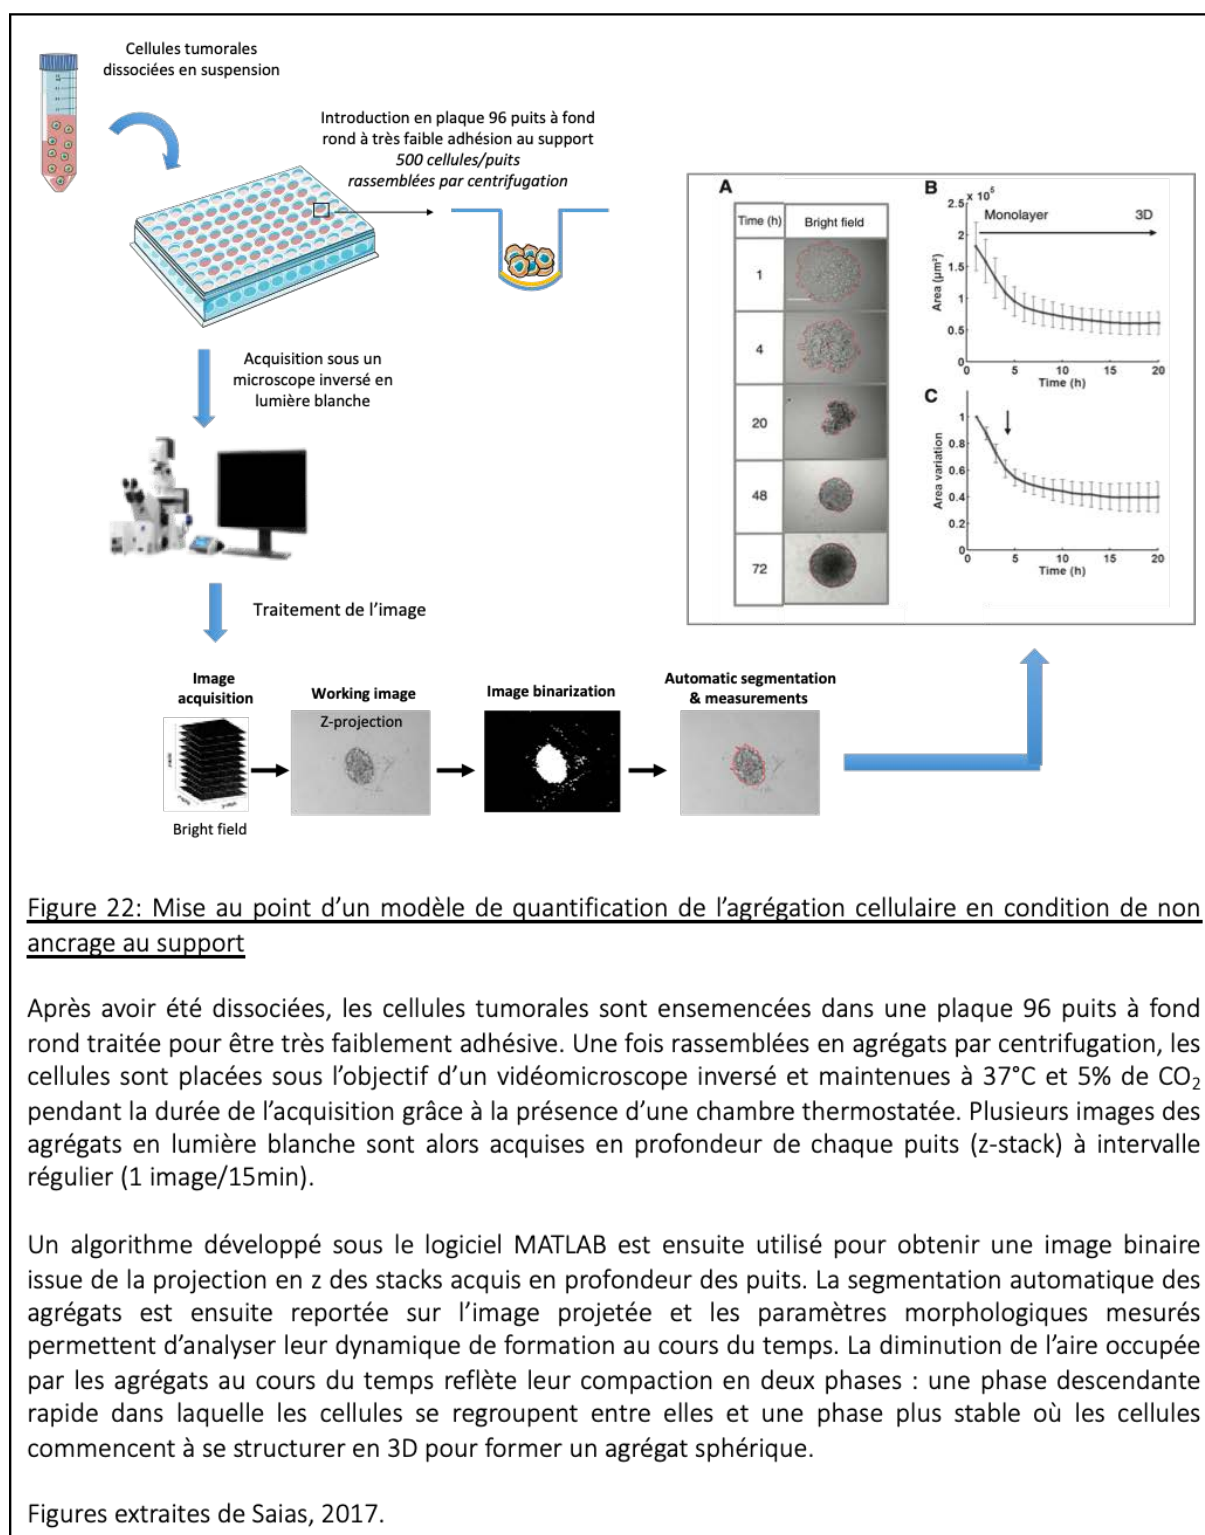 Cellules tumorales
dissociées en suspension
Introduction en plaque 96 puits à fond
rond à très faible adhésion au support
500 cellules/puits
rassemblées par centrifugation
Acquisition sous un
microscope inversé en
lumière blanche
Traitement de l’image
A
Time (h)
Bright field
1
4
20
48
72
B
x 10⁵
Monolayer
3D
Area (µm²)
2.5
2
1.5
1
0.5
0
0
5
10
15
20
Time (h)
C
Area variation
1
0.8
0.6
0.4
0.2
0
0
5
10
15
20
Time (h)
Image
acquisition
Bright field
Working image
Z-projection
Image binarization
Automatic segmentation
& measurements
Figure 22: Mise au point d’un modèle de quantification de l’agrégation cellulaire en condition de non
ancrage au support
Après avoir été dissociées, les cellules tumorales sont ensemencées dans une plaque 96 puits à fond
rond traitée pour être très faiblement adhésive. Une fois rassemblées en agrégats par centrifugation, les
cellules sont placées sous l’objectif d’un vidéomicroscope inversé et maintenues à 37°C et 5% de CO₂
pendant la durée de l’acquisition grâce à la présence d’une chambre thermostatée. Plusieurs images des
agrégats en lumière blanche sont alors acquises en profondeur de chaque puits (z-stack) à intervalle
régulier (1 image/15min).
Un algorithme développé sous le logiciel MATLAB est ensuite utilisé pour obtenir une image binaire
issue de la projection en z des stacks acquis en profondeur des puits. La segmentation automatique des
agrégats est ensuite reportée sur l’image projetée et les paramètres morphologiques mesurés
permettent d’analyser leur dynamique de formation au cours du temps. La diminution de l’aire occupée
par les agrégats au cours du temps reflète leur compaction en deux phases : une phase descendante
rapide dans laquelle les cellules se regroupent entre elles et une phase plus stable où les cellules
commencent à se structurer en 3D pour former un agrégat sphérique.
Figures extraites de Saias, 2017.